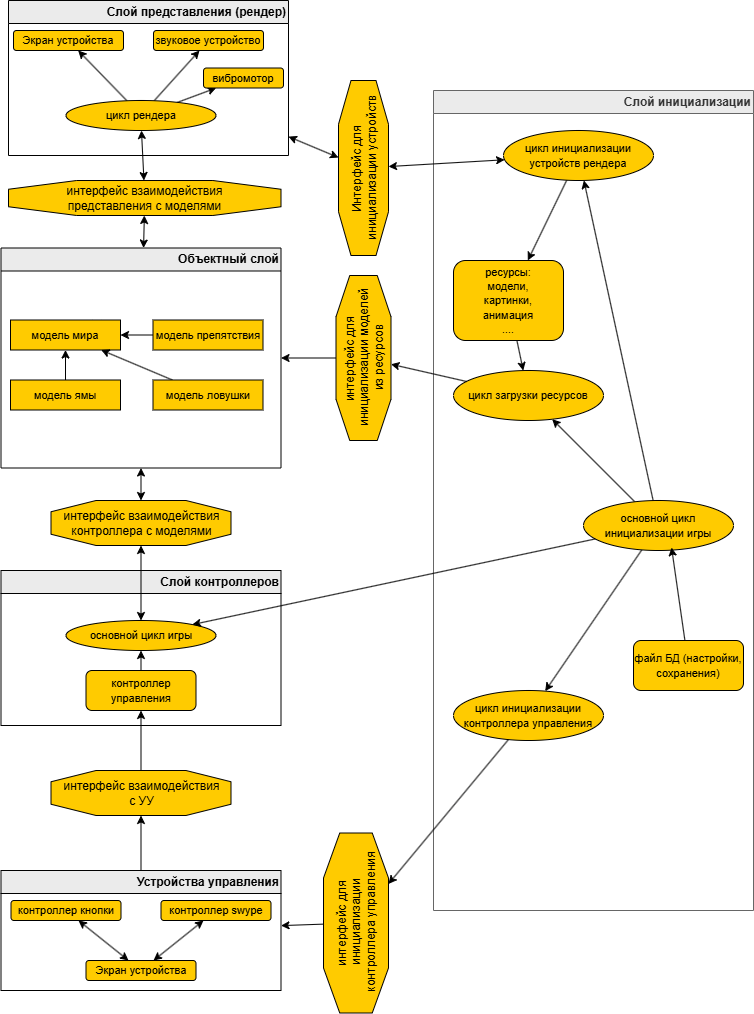 Слой представления (рендер)
Экран устройства
звуковое устройство
вибромотор
цикл рендера
интерфейс взаимодействия
представления с моделями
Объектный слой
модель мира
модель препятствия
модель ямы
модель ловушки
интерфейс взаимодействия
контроллера с моделями
Слой контроллеров
основной цикл игры
контроллер
управления
интерфейс взаимодействия
с УУ
Устройства управления
контроллер кнопки
контроллер swype
Экран устройства
Интерфейс для
инициализации устройств
интерфейс для
инициализации моделей
из ресурсов
интерфейс для
инициализации
контроллера управления
Слой инициализации
цикл инициализации
устройств рендера
ресурсы:
модели,
картинки,
анимация
....
цикл загрузки ресурсов
основной цикл
инициализации игры
файл БД (настройки,
сохранения)
цикл инициализации
контроллера управления